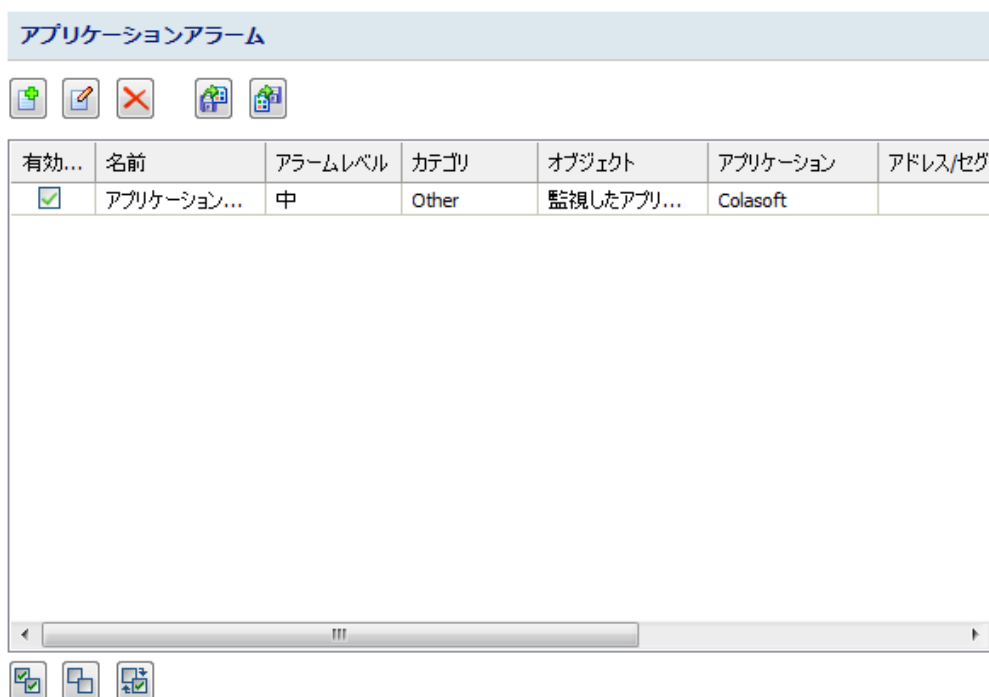 アプリケーションアラーム
有効... 名前 アラームレベル カテゴリ オブジェクト アプリケーション アドレス/セグ
アプリケーション... 中 Other 監視したアプリ... Colasoft